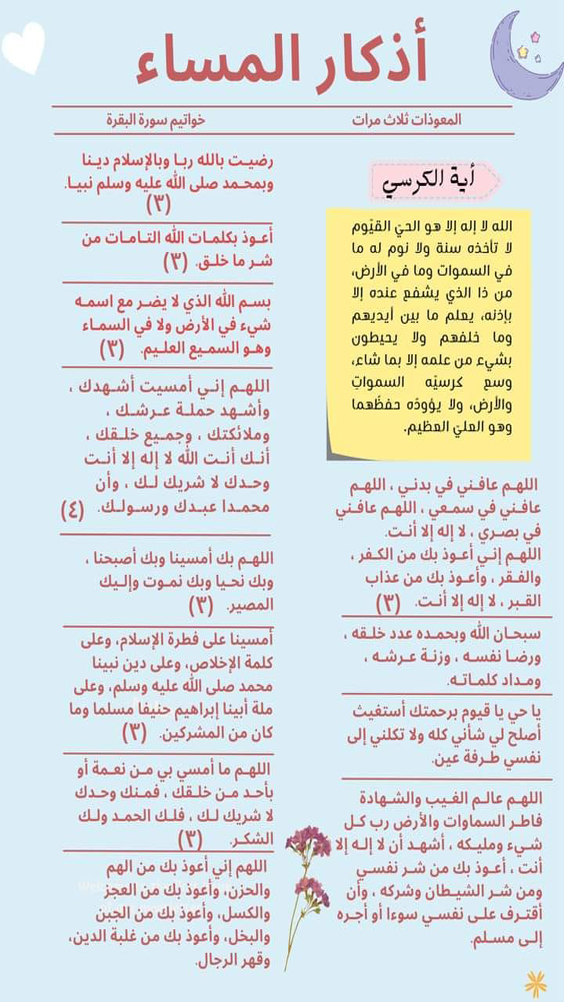 أذكار المساء
المعوذات ثلاث مرات
خواتيم سورة البقرة
أية الكرسي
الله لا إله إلا هو الحيّ القيّوم
لا تأخذه سنة ولا نوم له ما
في السموات وما في الأرض،
من ذا الذي يشفع عنده إلا
بإذنه، يعلم ما بين أيديهم
وما خلفهم ولا يحيطون
بشيء من علمه إلا بما شاء،
وسع كرسيّه السمواتِ
والأرض، ولا يؤودُه حفظُهما
وهو العليّ العظيم.
اللهم عافني في بدني ، اللهم
عافني في سمعي ، اللهم عافني
في بصري ، لا إله إلا أنت.
اللهم إني أعوذ بك من الكفر ،
والفقر ، وأعوذ بك من عذاب
القبر ، لا إله إلا أنت. (٣)
سبحان الله وبحمده عدد خلقه ،
ورضا نفسه ، وزنة عرشه ،
ومداد كلماته.
يا حي يا قيوم برحمتك أستغيث
أصلح لي شأني كله ولا تكلني إلى
نفسي طرفة عين.
اللهم عالم الغيب والشهادة
فاطر السماوات والأرض رب كل
شيء ومليكه ، أشهد أن لا إله إلا
أنت ، أعوذ بك من شر نفسي
ومن شر الشيطان وشركه ، وأن
أقترف على نفسي سوءا أو أجره
إلى مسلم.
رضيت بالله ربا وبالإسلام دينا
وبمحمد صلى الله عليه وسلم نبيا.
(٣)
أعوذ بكلمات الله التامات من
شر ما خلق. (٣)
بسم الله الذي لا يضر مع اسمه
شيء في الأرض ولا في السماء
وهو السميع العليم. (٣)
اللهم إني أمسيت أشهدك ،
وأشهد حملة عرشك ،
وملائكتك ، وجميع خلقك ،
أنك أنت الله لا إله إلا أنت
وحدك لا شريك لك ، وأن
محمدا عبدك ورسولك. (٤)
اللهم بك أمسينا وبك أصبحنا ،
وبك نحيا وبك نموت وإليك
المصير. (٣)
أمسينا على فطرة الإسلام، وعلى
كلمة الإخلاص، وعلى دين نبينا
محمد صلى الله عليه وسلم، وعلى
ملة أبينا إبراهيم حنيفا مسلما وما
كان من المشركين. (٣)
اللهم ما أمسي بي من نعمة أو
بأحد من خلقك ، فمنك وحدك
لا شريك لك ، فلك الحمد ولك
الشكر. (٣)
اللهم إني أعوذ بك من الهم
والحزن، وأعوذ بك من العجز
والكسل، وأعوذ بك من الجبن
والبخل، وأعوذ بك من غلبة الدين،
وقهر الرجال.